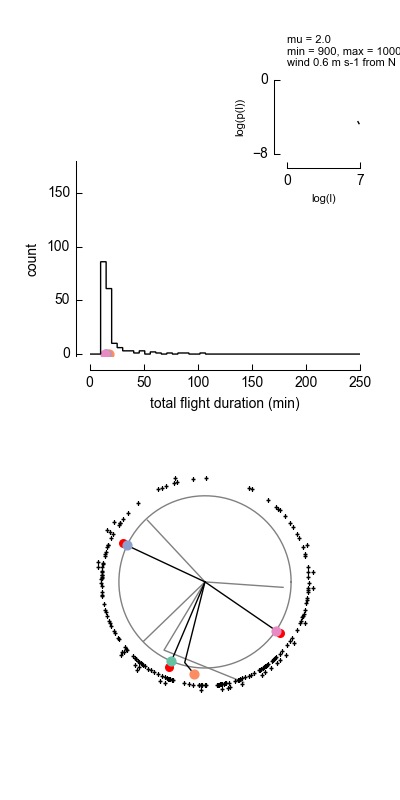 mu = 2.0
min = 900, max = 1000
wind 0.6 m s-1 from N
0
log(p(l))
−8
0
7
log(l)
150
count
100
50
0
0
50
100
150
200
250
total flight duration (min)